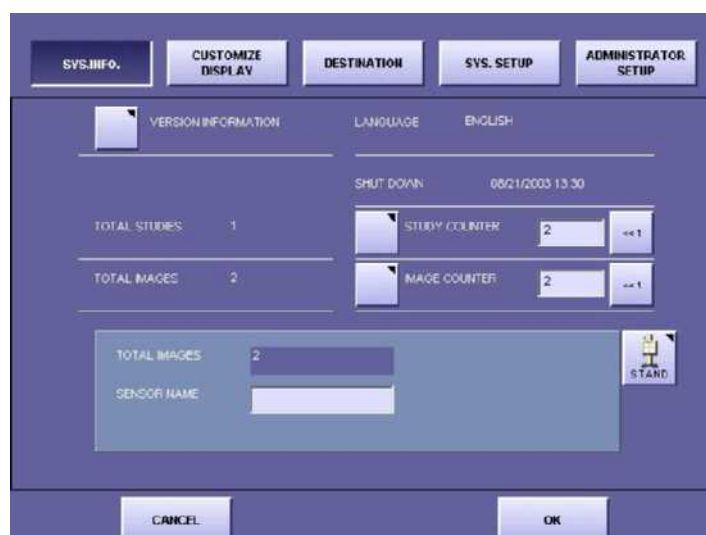 SYS.INFO. CUSTOMIZE DISPLAY DESTINATION SYS. SETUP ADMINISTRATOR SETUP
VERSION INFORMATION LANGUAGE ENGLISH
SHUT DOWN 08/21/2003 13:30
TOTAL STUDIES 1 STUDY COUNTER 2 <<1
TOTAL IMAGES 2 IMAGE COUNTER 2 <<1
TOTAL IMAGES 2
STAND
SENSOR NAME
CANCEL OK